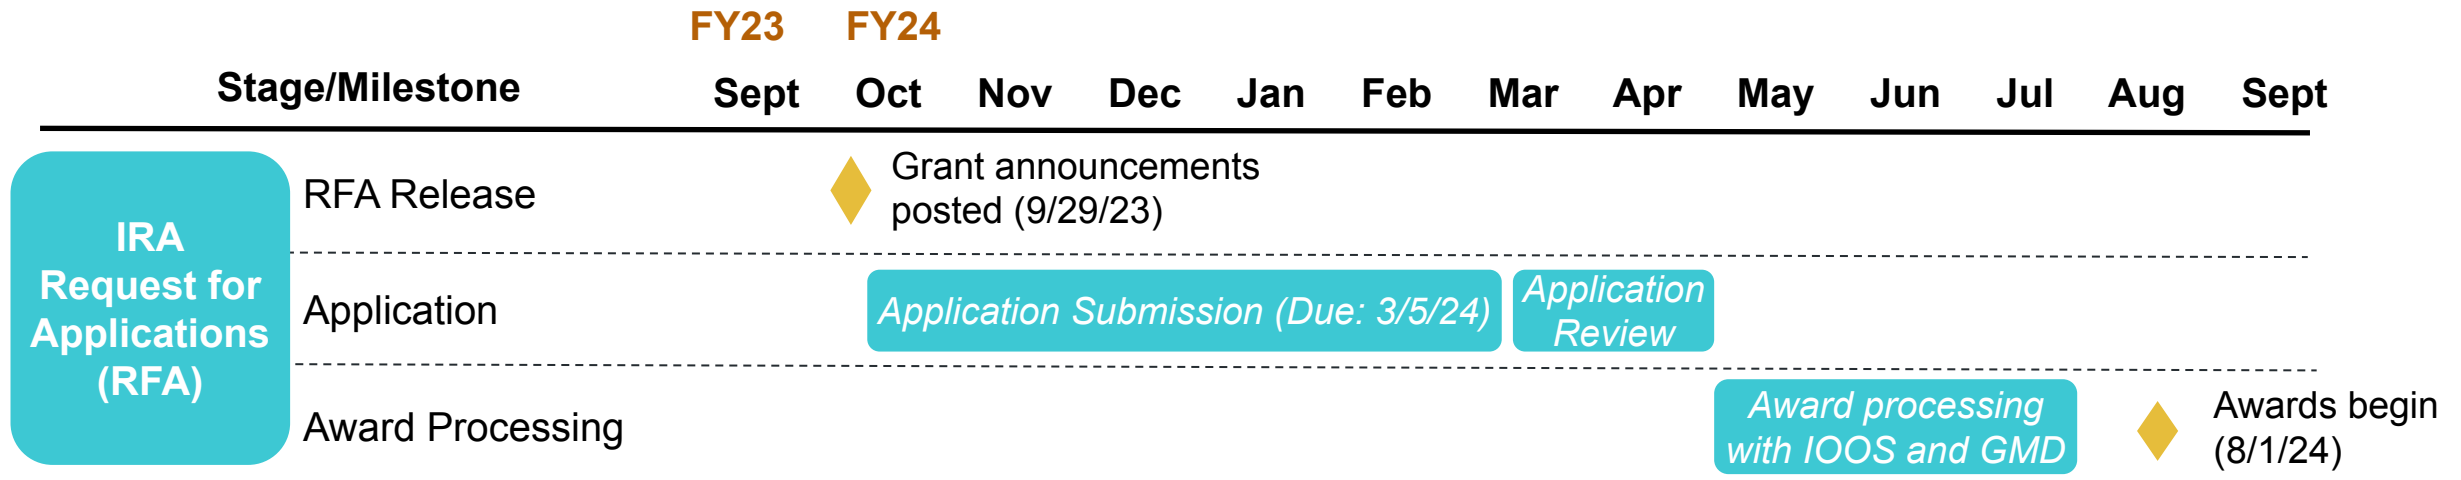 FY23 FY24
Stage/Milestone Sept Oct Nov Dec Jan Feb Mar Apr May Jun Jul Aug Sept
IRA
Request for
Applications
(RFA)
RFA Release
Grant announcements
posted (9/29/23)
Application
Application Submission (Due: 3/5/24)
Application
Review
Award Processing
Award processing
with IOOS and GMD
Awards begin
(8/1/24)